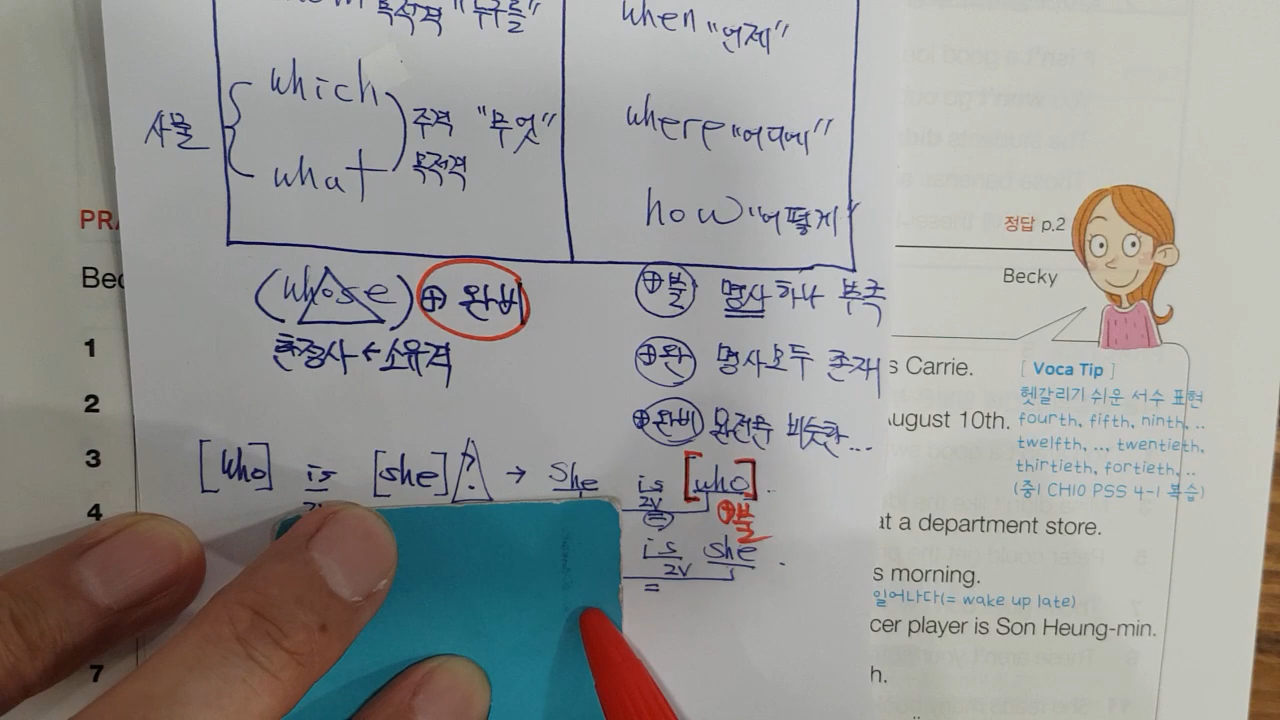 목적격 "누구를"
when "언제"
which
사물
주격 "무엇"
what
목적격
where "어디에"
how "어떻게"
(whose) ⊕ 완비
한정사 ← 소유격
⊕불 명사 하나 부족
⊕완 명사 모두 존재
⊕완비 완전준 비슷한...
[who] is [she] ? → she is [who].
2V
⊕불
is she .
2V
=
PR
Bec
1
2
3
4
7
정답 p.2
Becky
s Carrie.
August 10th.
at a department store.
s morning.
일어나다(= wake up late)
cer player is Son Heung-min.
h.
[ Voca Tip ]
헷갈리기 쉬운 서수 표현
fourth, fifth, ninth, ..
twelfth, .., twentieth,
thirtieth, fortieth, ..
(중1 CH10 PSS 4-1 복습)